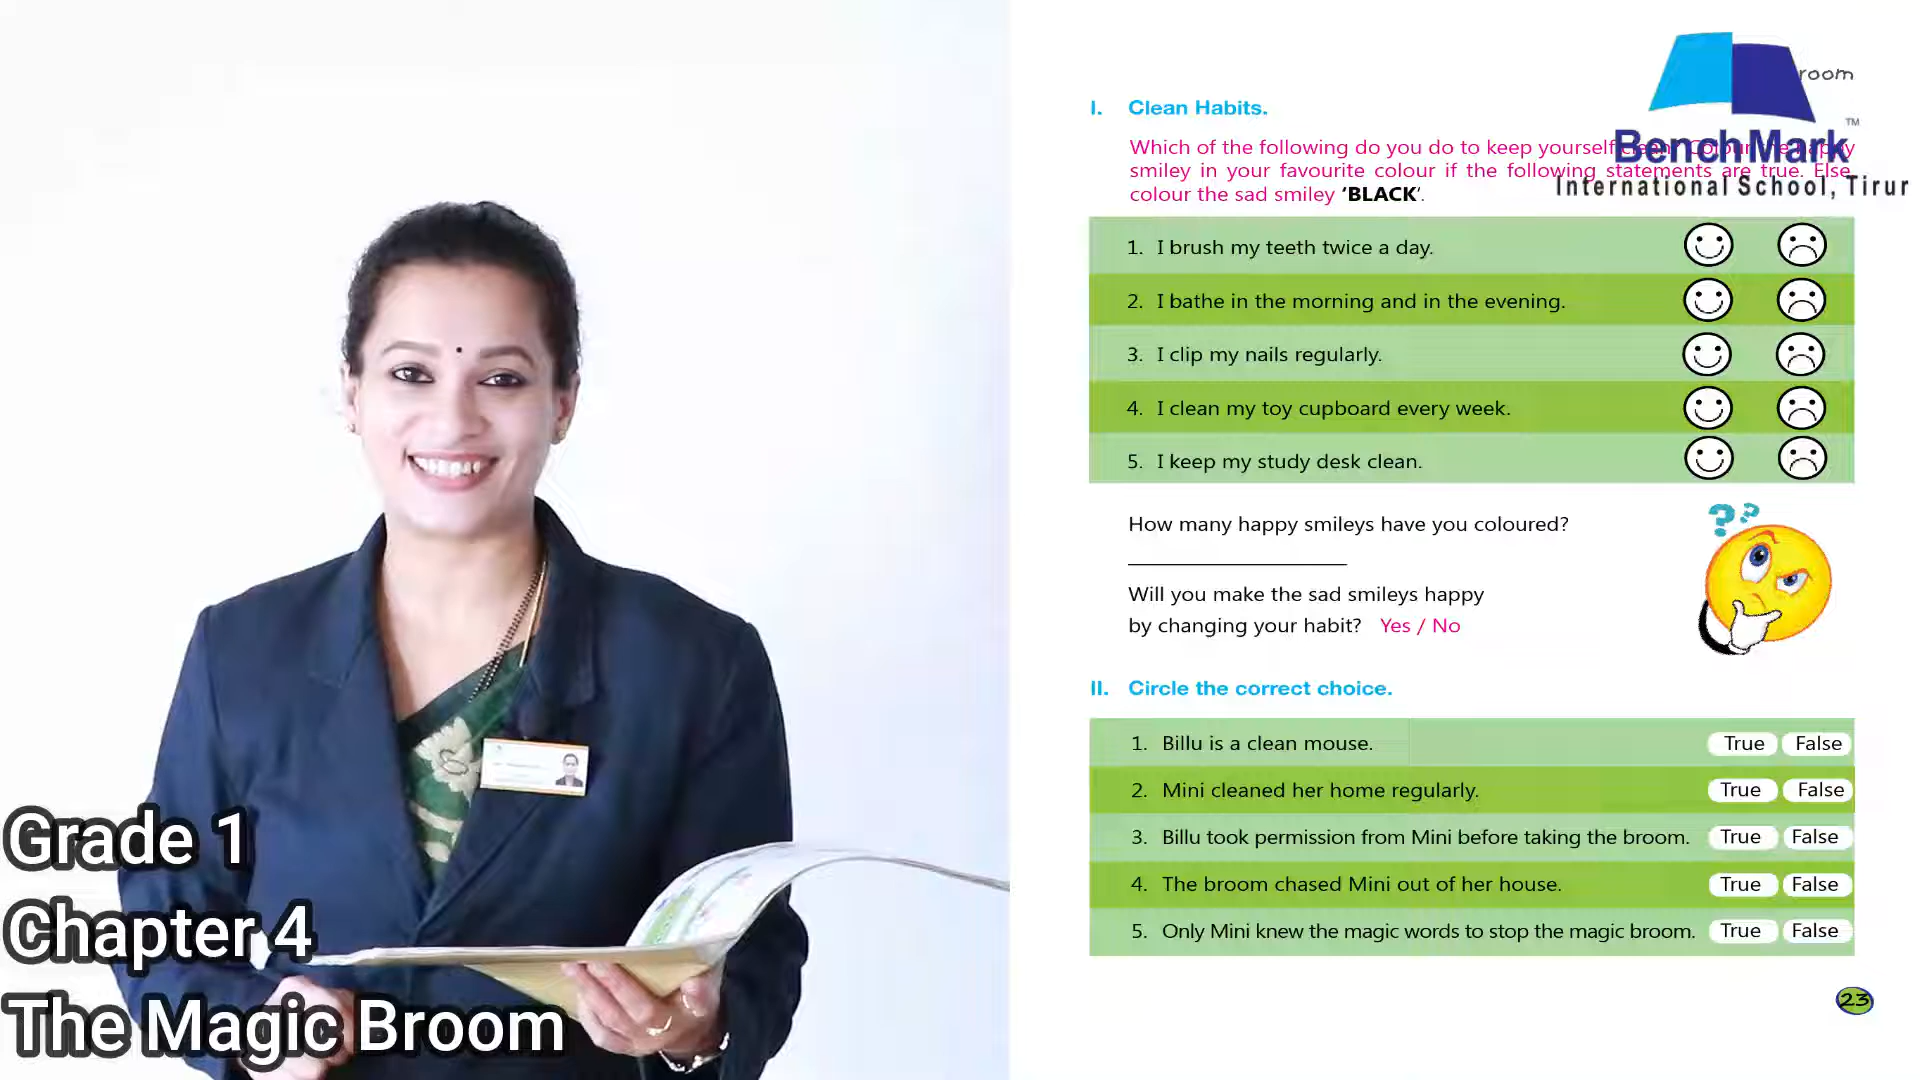 room
BenchMark
TM
International School, Tirur
I. Clean Habits.
Which of the following do you do to keep yourself clean? Colour the happy
smiley in your favourite colour if the following statements are true. Else
colour the sad smiley ‘BLACK’.
1. I brush my teeth twice a day.
2. I bathe in the morning and in the evening.
3. I clip my nails regularly.
4. I clean my toy cupboard every week.
5. I keep my study desk clean.
How many happy smileys have you coloured?
??
Will you make the sad smileys happy
by changing your habit? Yes / No
II. Circle the correct choice.
1. Billu is a clean mouse. True False
2. Mini cleaned her home regularly. True False
3. Billu took permission from Mini before taking the broom. True False
4. The broom chased Mini out of her house. True False
5. Only Mini knew the magic words to stop the magic broom. True False
23
Grade 1
Chapter 4
The Magic Broom